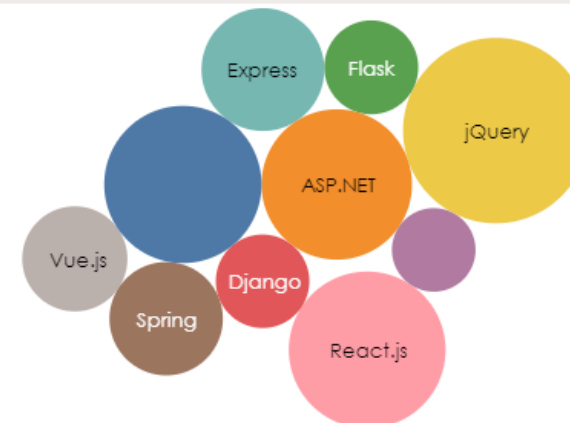 Express
Flask
jQuery
ASP.NET
Vue.js
Django
Spring
React.js